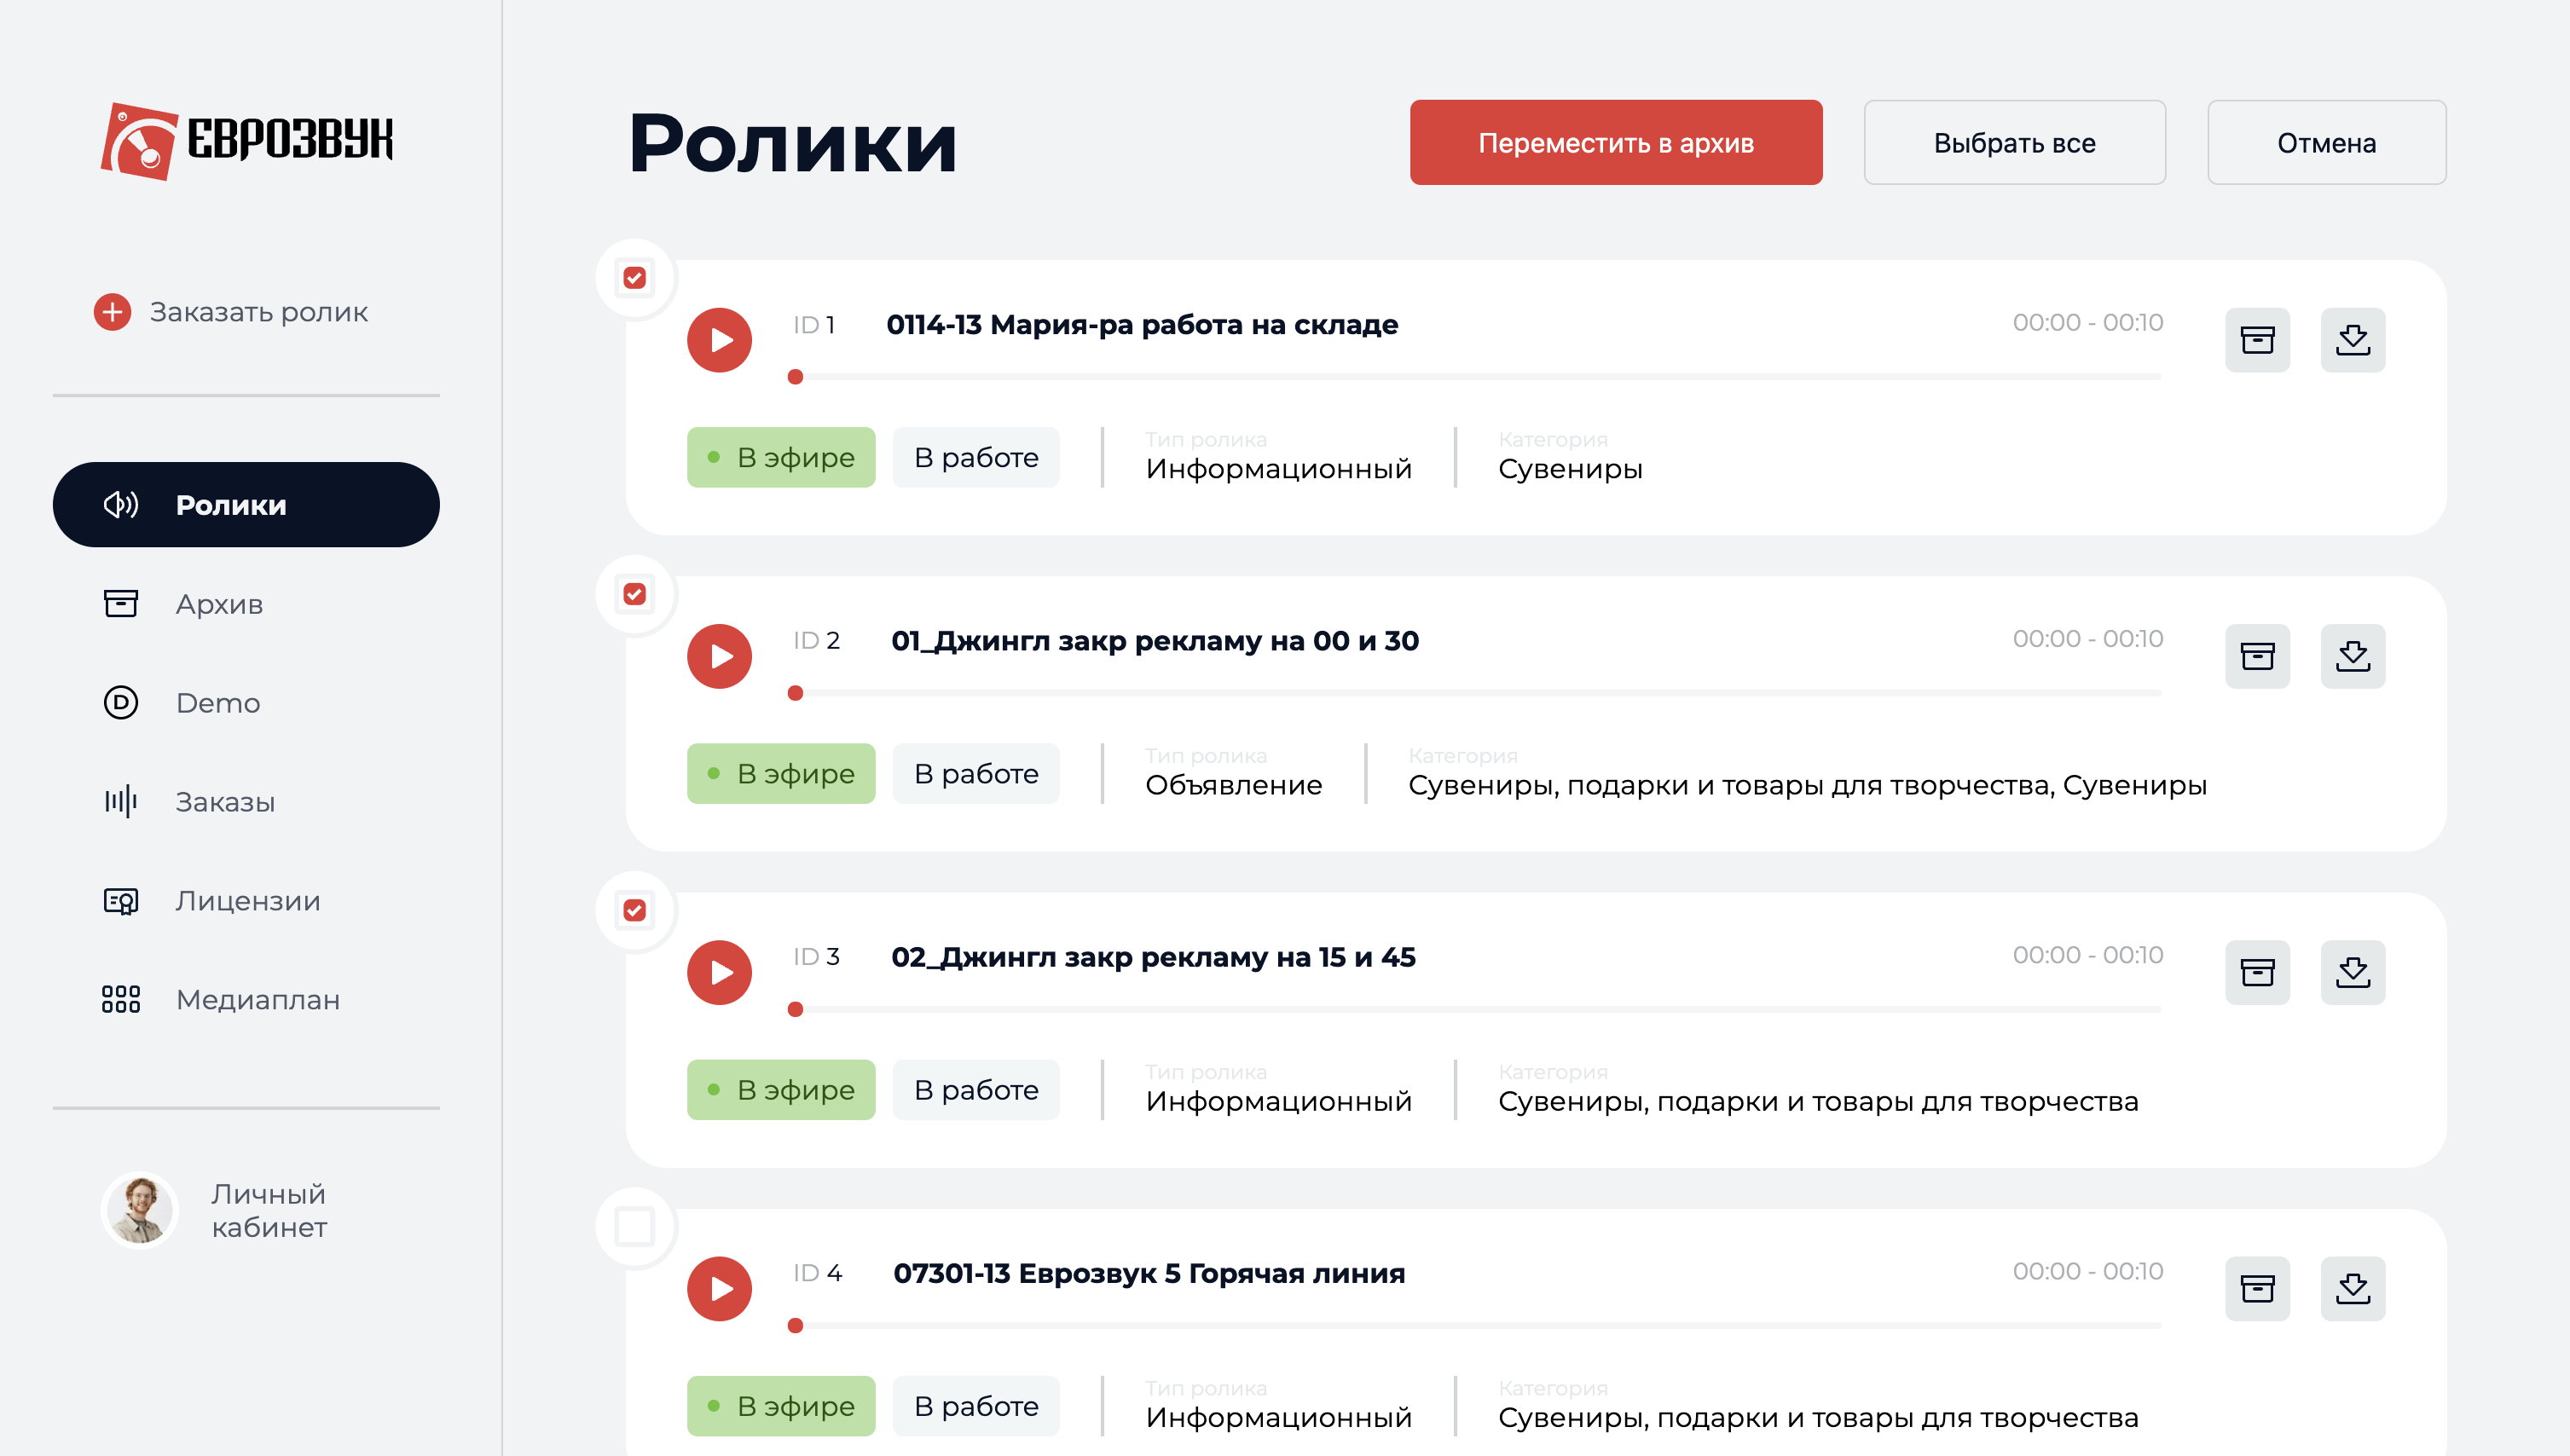 ЕВРОЗВУК
Заказать ролик
Ролики
Архив
Demo
Заказы
Лицензии
Медиаплан
Личный
кабинет
Ролики
Переместить в архив
Выбрать все
Отмена
ID 1 0114-13 Мария-ра работа на складе 00:00 - 00:10
В эфире
В работе
Тип ролика
Информационный
Категория
Сувениры
ID 2 01_Джингл закр рекламу на 00 и 30 00:00 - 00:10
В эфире
В работе
Тип ролика
Объявление
Категория
Сувениры, подарки и товары для творчества, Сувениры
ID 3 02_Джингл закр рекламу на 15 и 45 00:00 - 00:10
В эфире
В работе
Тип ролика
Информационный
Категория
Сувениры, подарки и товары для творчества
ID 4 07301-13 Еврозвук 5 Горячая линия 00:00 - 00:10
В эфире
В работе
Тип ролика
Информационный
Категория
Сувениры, подарки и товары для творчества